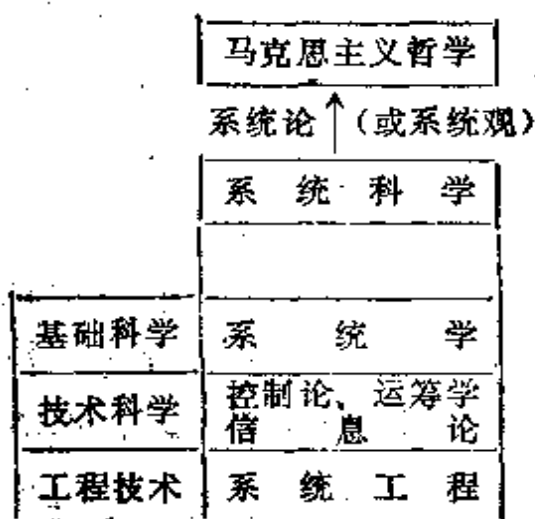 马克思主义哲学
系统论（或系统观）
系统科学
基础科学 系统学
技术科学 控制论、运筹学
信息论
工程技术 系统工程